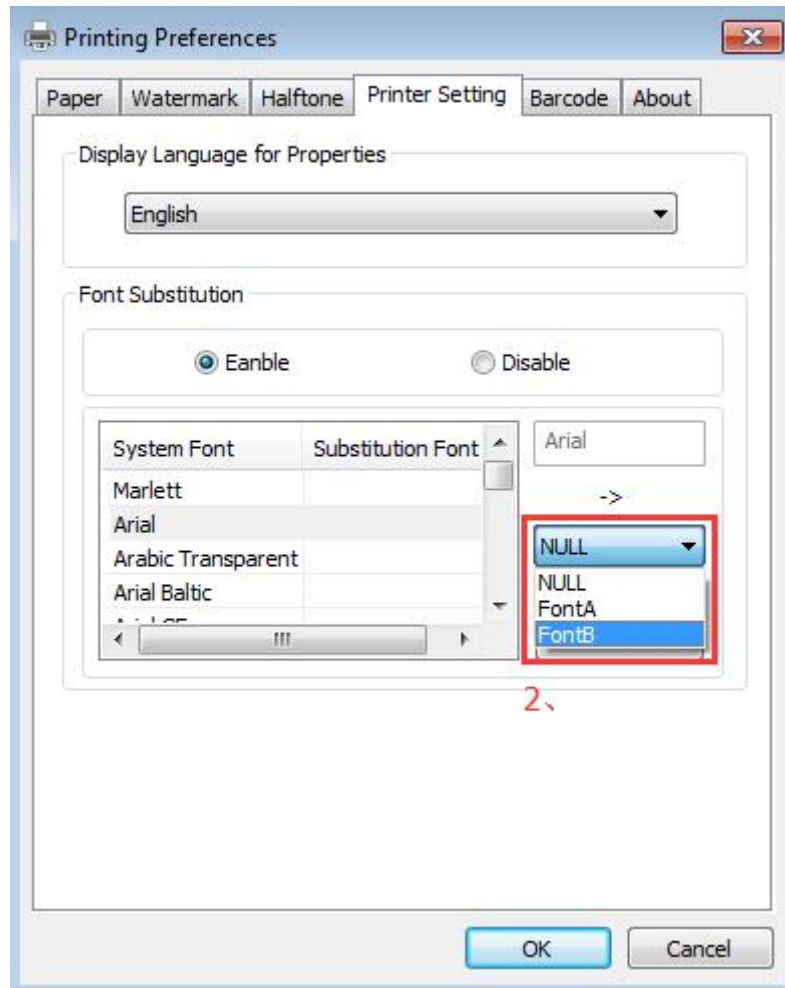 Printing Preferences
Paper Watermark Halftone Printer Setting Barcode About
Display Language for Properties
English
Font Substitution
Eanble Disable
System Font Substitution Font
Marlett
Arial
Arabic Transparent
Arial Baltic
Arial
->
NULL
NULL
FontA
FontB
2、
OK Cancel